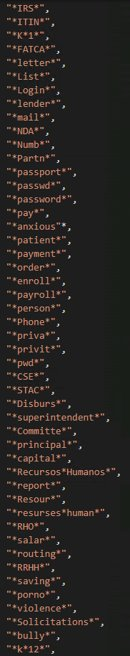 "*IRS*",
"*ITIN*",
"*K*1*",
"*FATCA*",
"*letter*",
"*List*",
"*Login*",
"*lender*",
"*mail*",
"*NDA*",
"*Numb*",
"*Partn*",
"*passport*",
"*passwd*",
"*password*",
"*pay*",
"*anxious"*,
"*patient*",
"*payment*",
"*order*",
"*enroll*",
"*payroll*",
"*person*",
"*Phone*",
"*priva*",
"*privit*",
"*pwd*",
"*CSE*",
"*STAC*",
"*Disburs*",
"*superintendent*",
"*Committe*",
"*principal*",
"*capital*",
"*Recursos*Humanos*",
"*report*",
"*Resour*",
"*resurses*human*",
"*RHO*",
"*salar*",
"*routing*",
"*RRHH*",
"*saving*",
"*porno*",
"*violence*",
"*Solicitations*",
"*bully*",
"*k*12*",